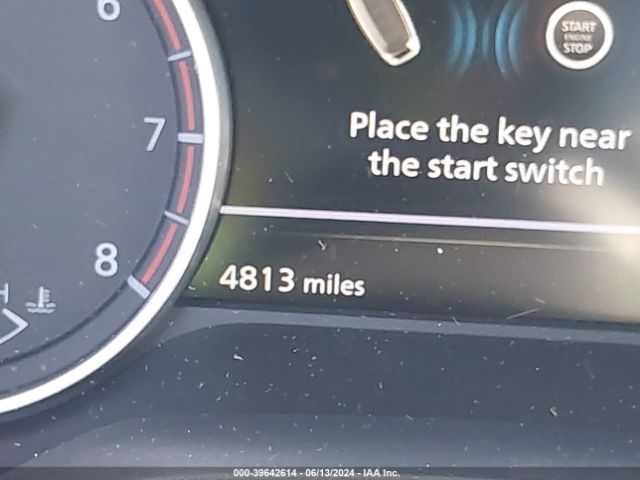 6
START
ENGINE
STOP
7
Place the key near
the start switch
8
4813 miles
H
000-39642614 - 06/13/2024 - IAA Inc.